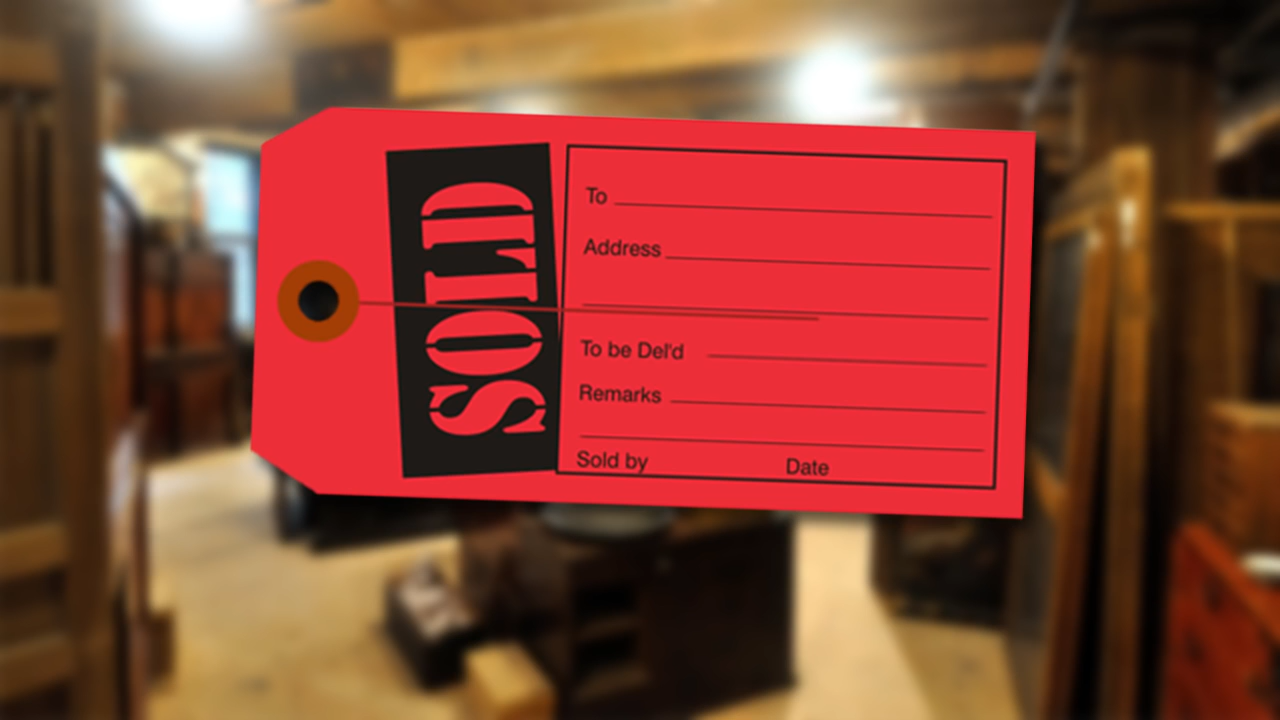 SOLD
To
Address
To be Del'd
Remarks
Sold by Date